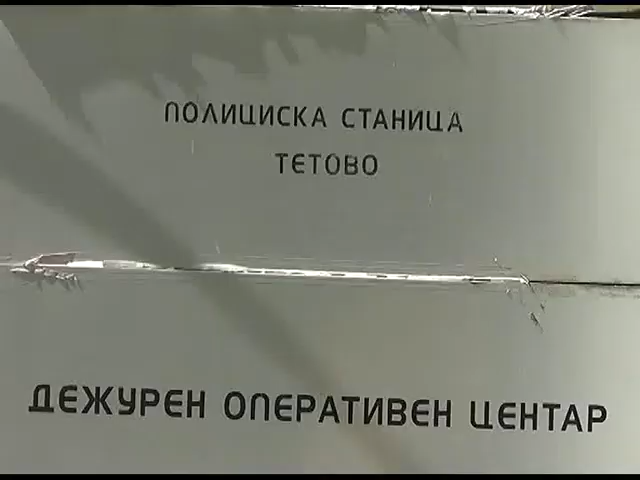 ПОЛИЦИСКА СТАНИЦА
ТЕТОВО
ДЕЖУРЕН ОПЕРАТИВЕН ЦЕНТАР